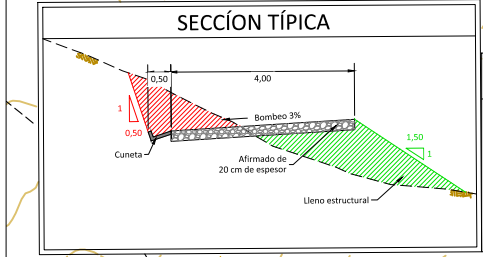 SECCÍON TÍPICA
0,50
4,00
1
0,50
Bombeo 3%
1,50
1
Cuneta
Afirmado de
20 cm de espesor
Lleno estructural